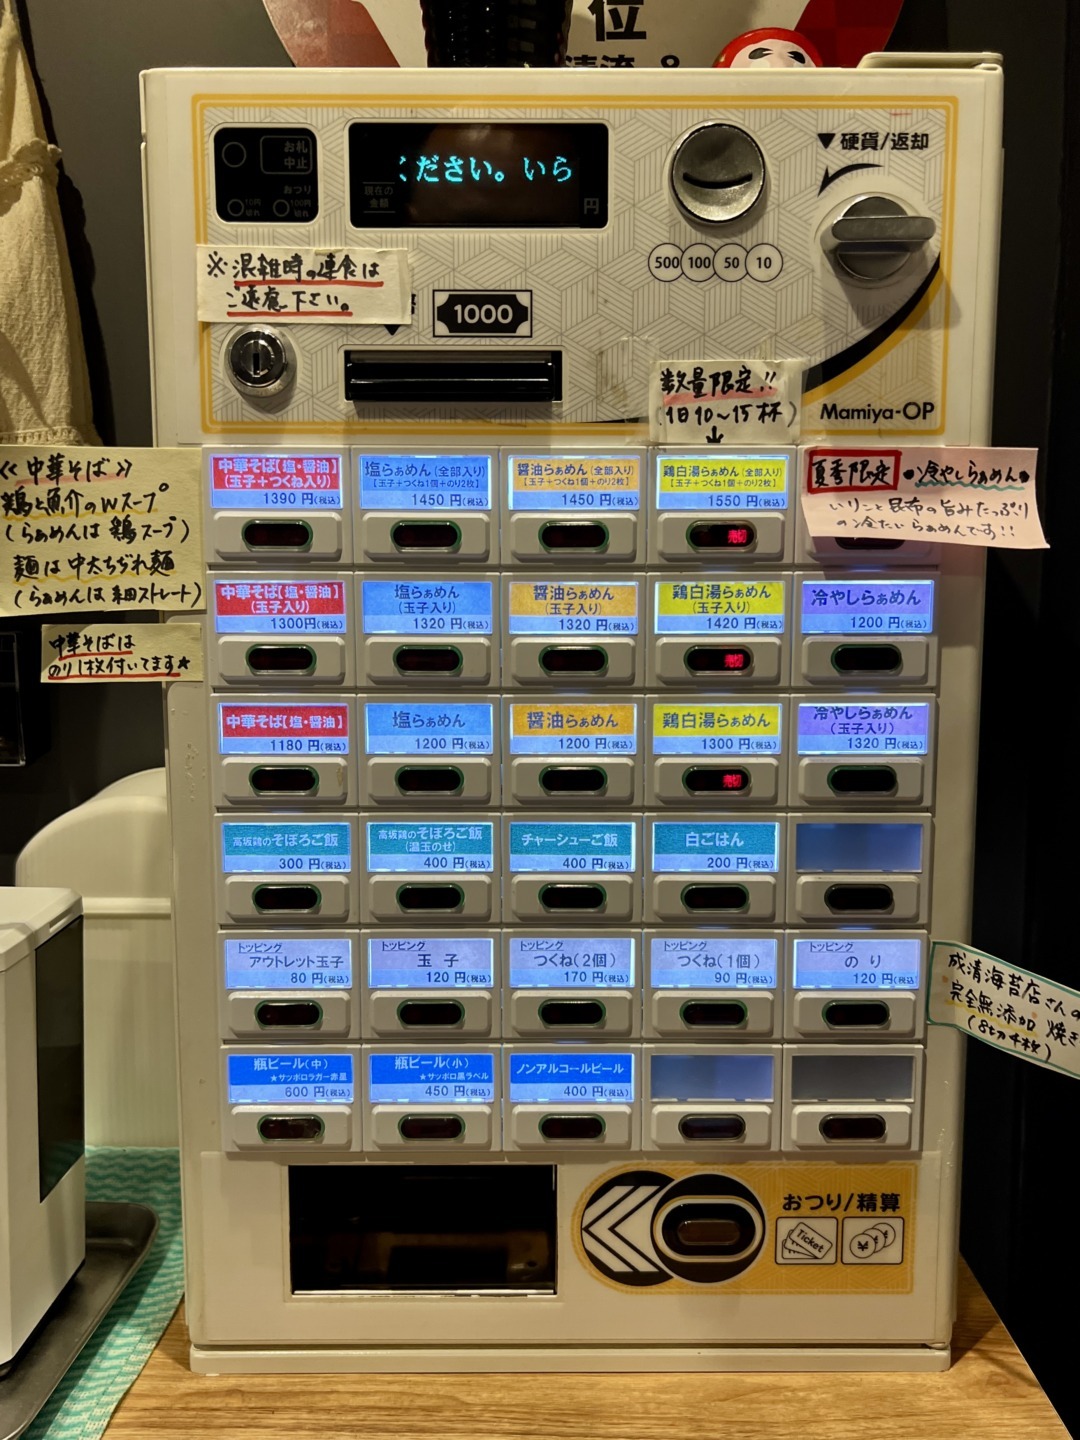 位
お札
中止
おつり
10円
切れ
100円
切れ
ください。いら
現在の
金額
円
▼硬貨/返却
500 100 50 10
※混雑時の連食は
ご遠慮下さい。
1000
数量限定!!
(1日10〜15杯)
Mamiya-OP
≪中華そば≫
鶏と魚介のWスープ
(らぁめんは鶏スープ)
麺は中太ちぢれ麺
(らぁめんは細ストレート)
中華そばは
のり1枚付いてます★
夏季限定 ●冷やしらぁめん●
いりこと昆布の旨みたっぷり
の冷たいらぁめんです!!
中華そば【塩・醤油】
(玉子+つくね入り)
1390 円(税込)
塩らぁめん(全部入り)
【玉子+つくね1個+のり2枚】
1450 円(税込)
醤油らぁめん(全部入り)
【玉子+つくね1個+のり2枚】
1450 円(税込)
鶏白湯らぁめん(全部入り)
【玉子+つくね1個+のり2枚】
1550 円(税込)
売切
中華そば【塩・醤油】
(玉子入り)
1300円(税込)
塩らぁめん
(玉子入り)
1320 円(税込)
醤油らぁめん
(玉子入り)
1320 円(税込)
鶏白湯らぁめん
(玉子入り)
1420 円(税込)
売切
冷やしらぁめん
1200 円(税込)
中華そば【塩・醤油】
1180 円(税込)
塩らぁめん
1200 円(税込)
醤油らぁめん
1200 円(税込)
鶏白湯らぁめん
1300 円(税込)
売切
冷やしらぁめん
(玉子入り)
1320 円(税込)
高坂鶏のそぼろご飯
300 円(税込)
高坂鶏のそぼろご飯
(温玉のせ)
400 円(税込)
チャーシューご飯
400 円(税込)
白ごはん
200 円(税込)
トッピング
アウトレット玉子
80 円(税込)
トッピング
玉子
120 円(税込)
トッピング
つくね(2個)
170 円(税込)
トッピング
つくね(1個)
90 円(税込)
トッピング
のり
120 円(税込)
成清海苔店さんの
完全無添加 焼き
(8切4枚)
瓶ビール(中)
★サッポロラガー赤星
600 円(税込)
瓶ビール(小)
★サッポロ黒ラベル
450 円(税込)
ノンアルコールビール
400 円(税込)
おつり/精算
Ticket
¥